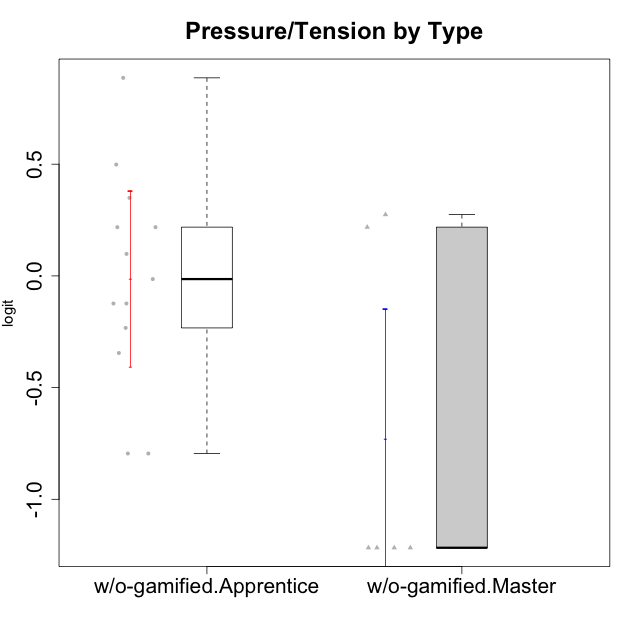 Pressure/Tension by Type
logit
0.5
0.0
-0.5
-1.0
w/o-gamified.Apprentice
w/o-gamified.Master